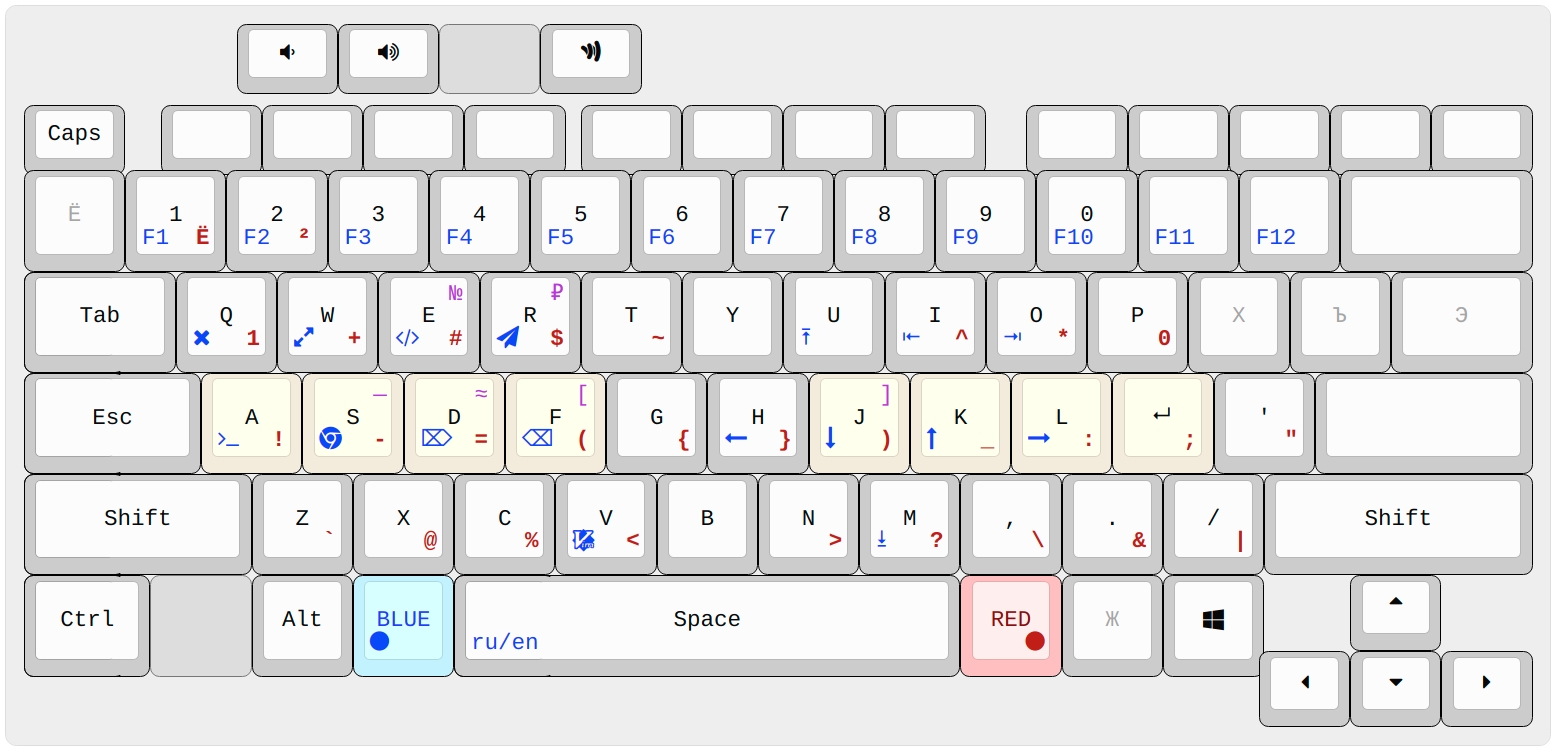 Caps
Ё 1 F1 Ё 2 F2 ² 3 F3 4 F4 5 F5 6 F6 7 F7 8 F8 9 F9 0 F10 F11 F12
Tab Q 1 W + № E </> # ₽ R $ T ~ Y U I ^ O * P 0 Х Ъ Э
Esc A >_ ! — S - ≈ D = [ F ( G { H } ] J ) K _ L : ; ' "
Shift Z ` X @ C % V < B N > M ? , \ . & / | Shift
Ctrl Alt BLUE Space ru/en RED Ж